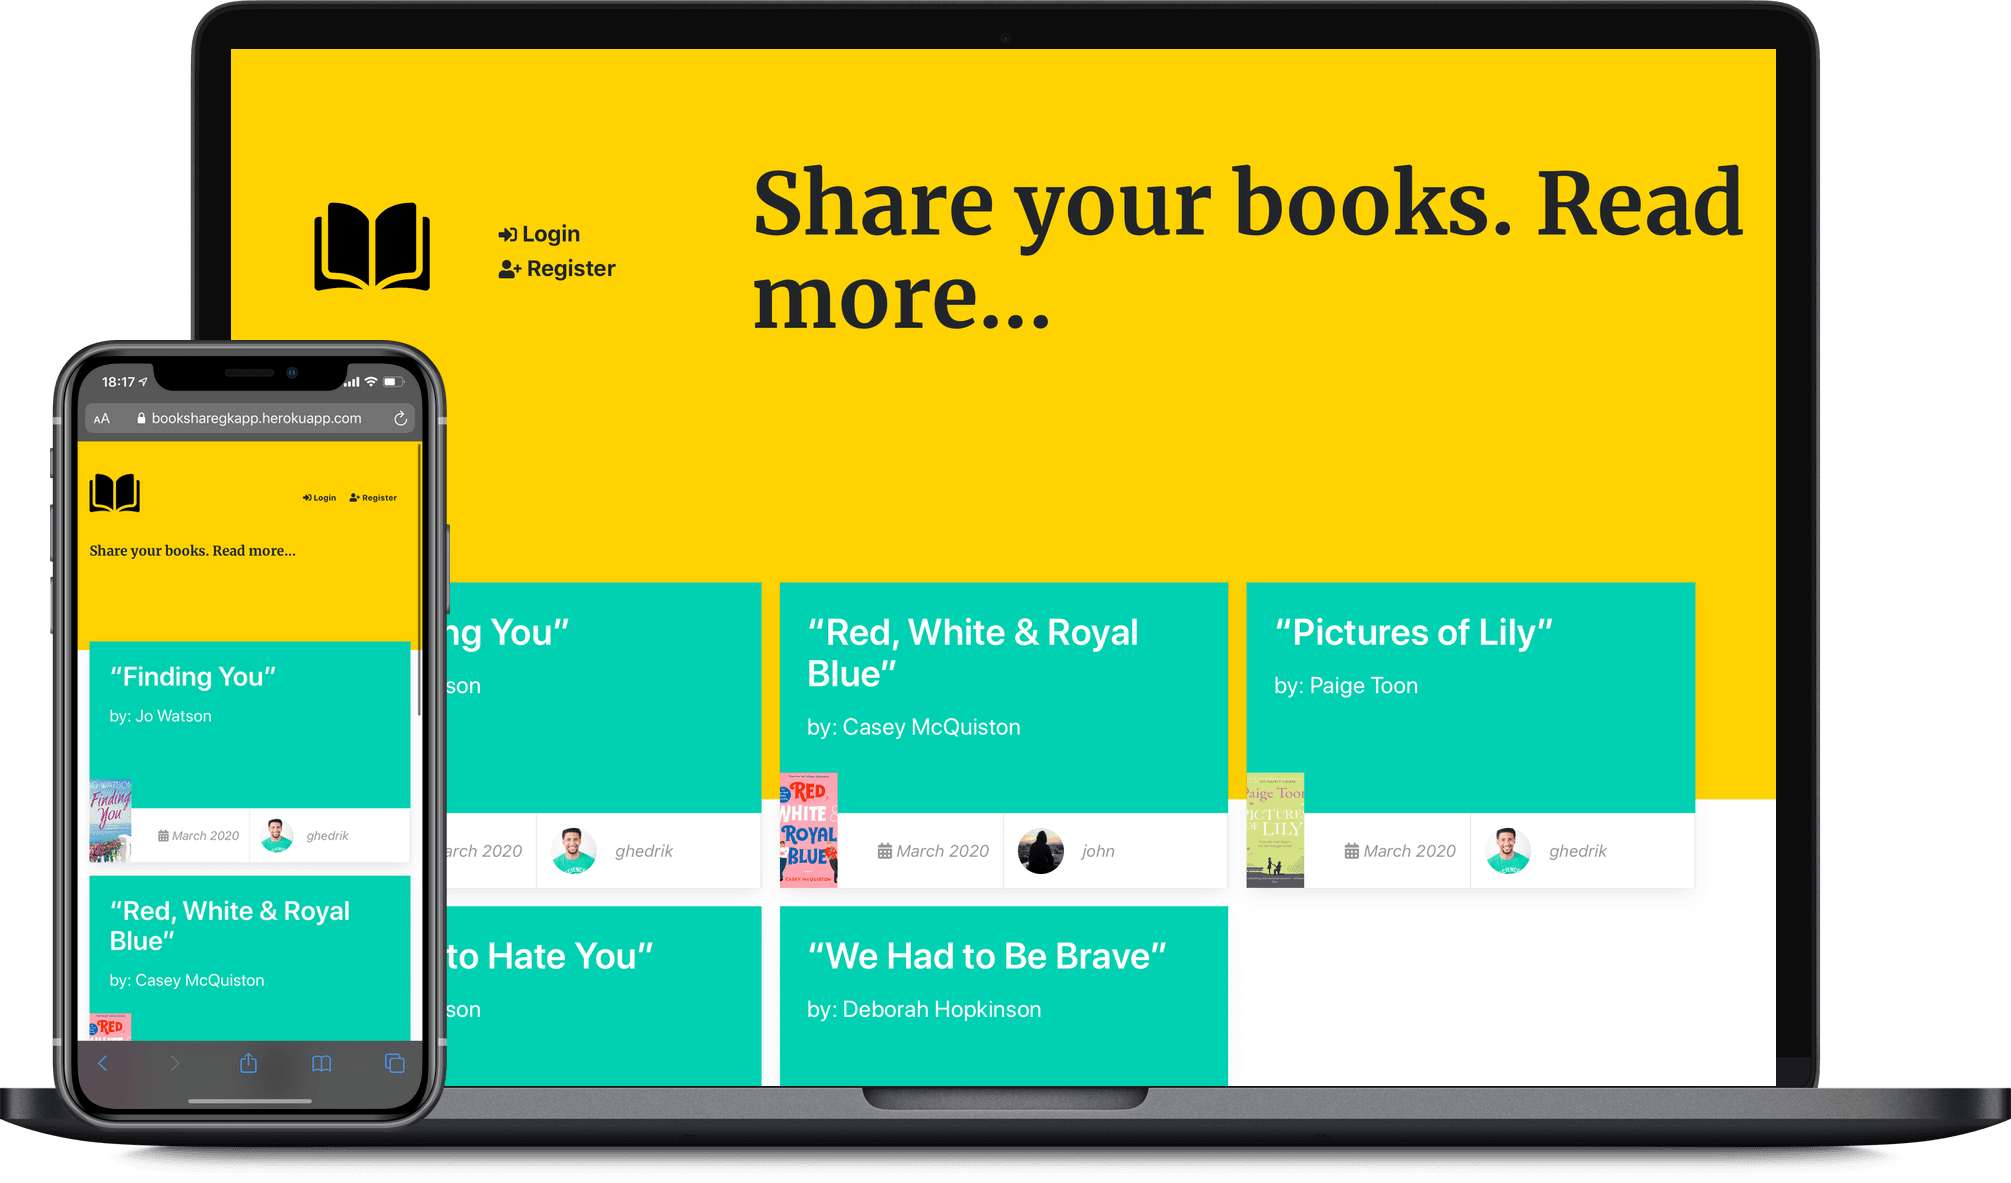 Login
Register
Share your books. Read
more...
18:17
AA
booksharegkapp.herokuapp.com
Login
Register
Share your books. Read more...
“Finding You”
by: Jo Watson
JO WATSON
Finding
You
March 2020
ghedrik
“Red, White & Royal
Blue”
by: Casey McQuiston
RED,
WHITE
ng You”
son
arch 2020
ghedrik
“Red, White & Royal
Blue”
by: Casey McQuiston
RED,
WHITE &
ROYAL
BLUE
CASEY McQUISTON
March 2020
john
“Pictures of Lily”
by: Paige Toon
Paige Toon
PICTURES
OF LILY
March 2020
ghedrik
to Hate You”
son
“We Had to Be Brave”
by: Deborah Hopkinson